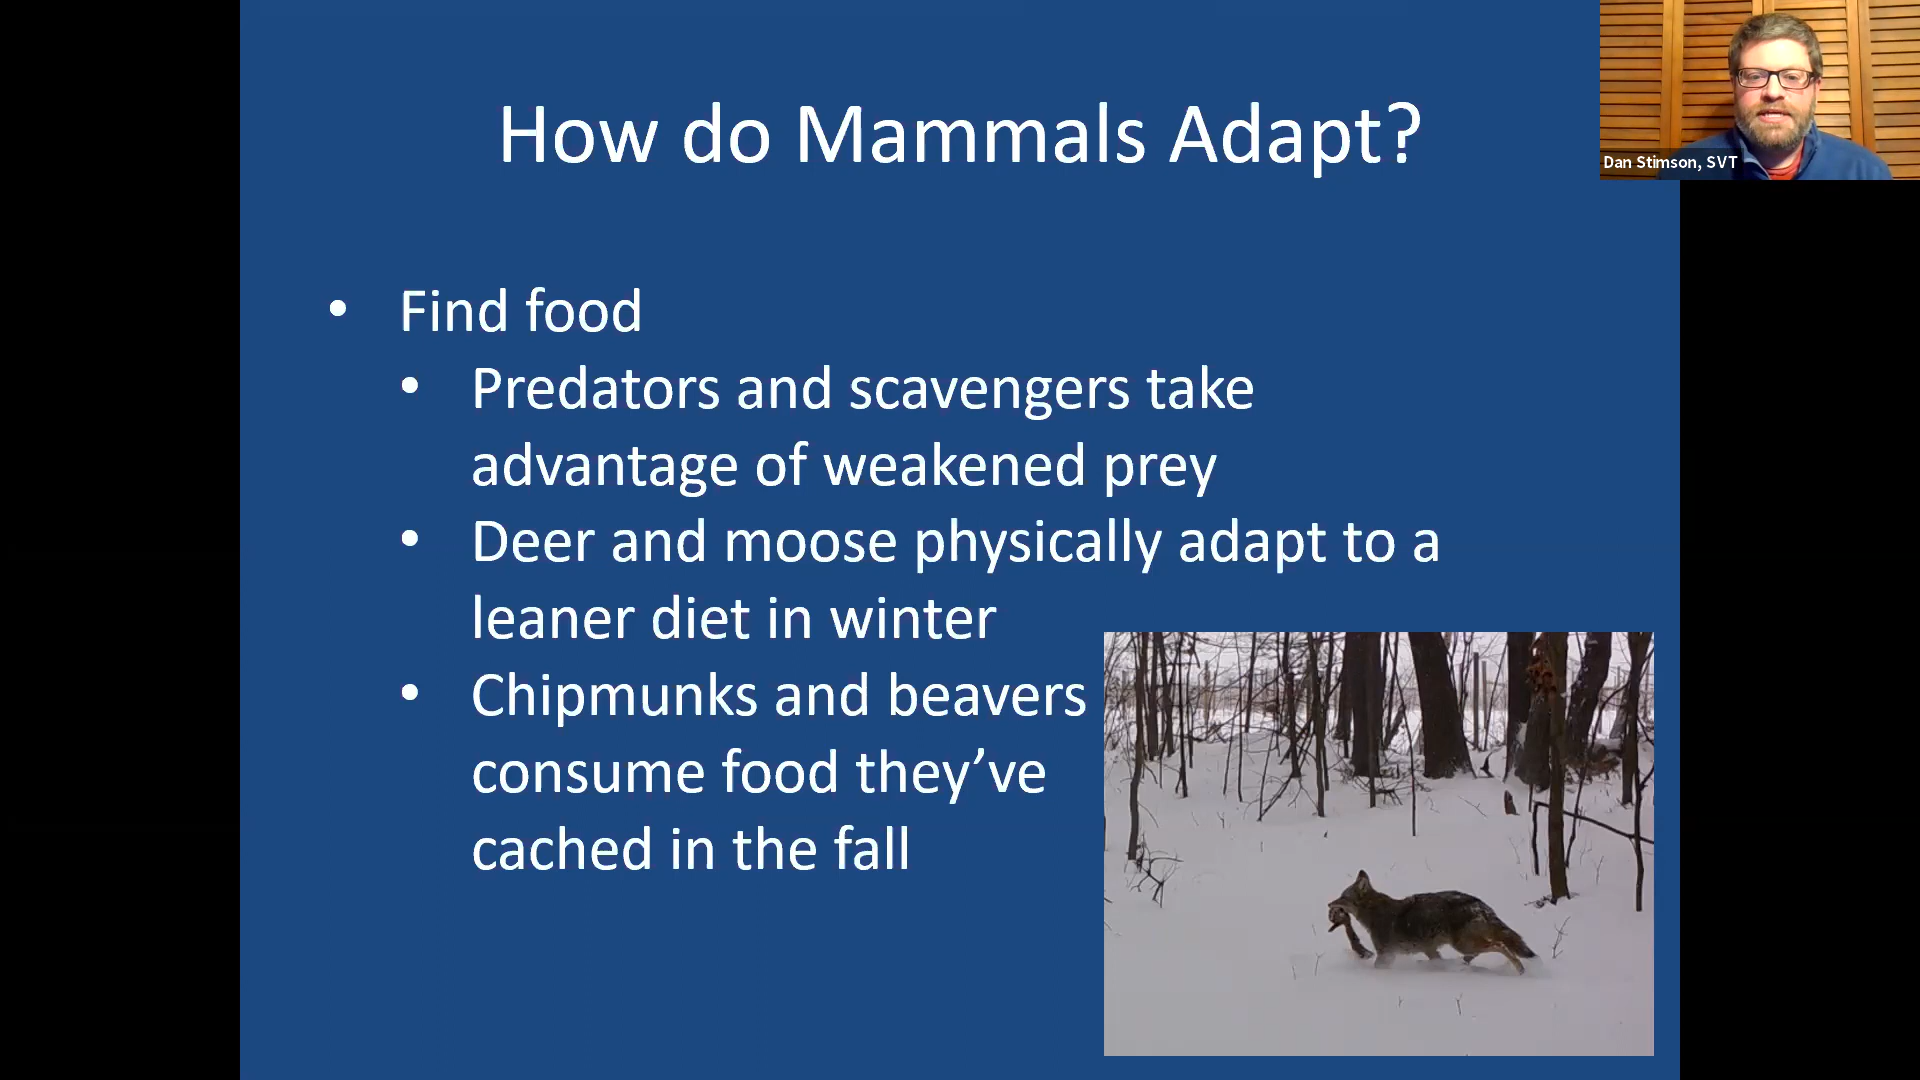 How do Mammals Adapt?
Dan Stimson, SVT
• Find food
• Predators and scavengers take
advantage of weakened prey
• Deer and moose physically adapt to a
leaner diet in winter
• Chipmunks and beavers
consume food they’ve
cached in the fall